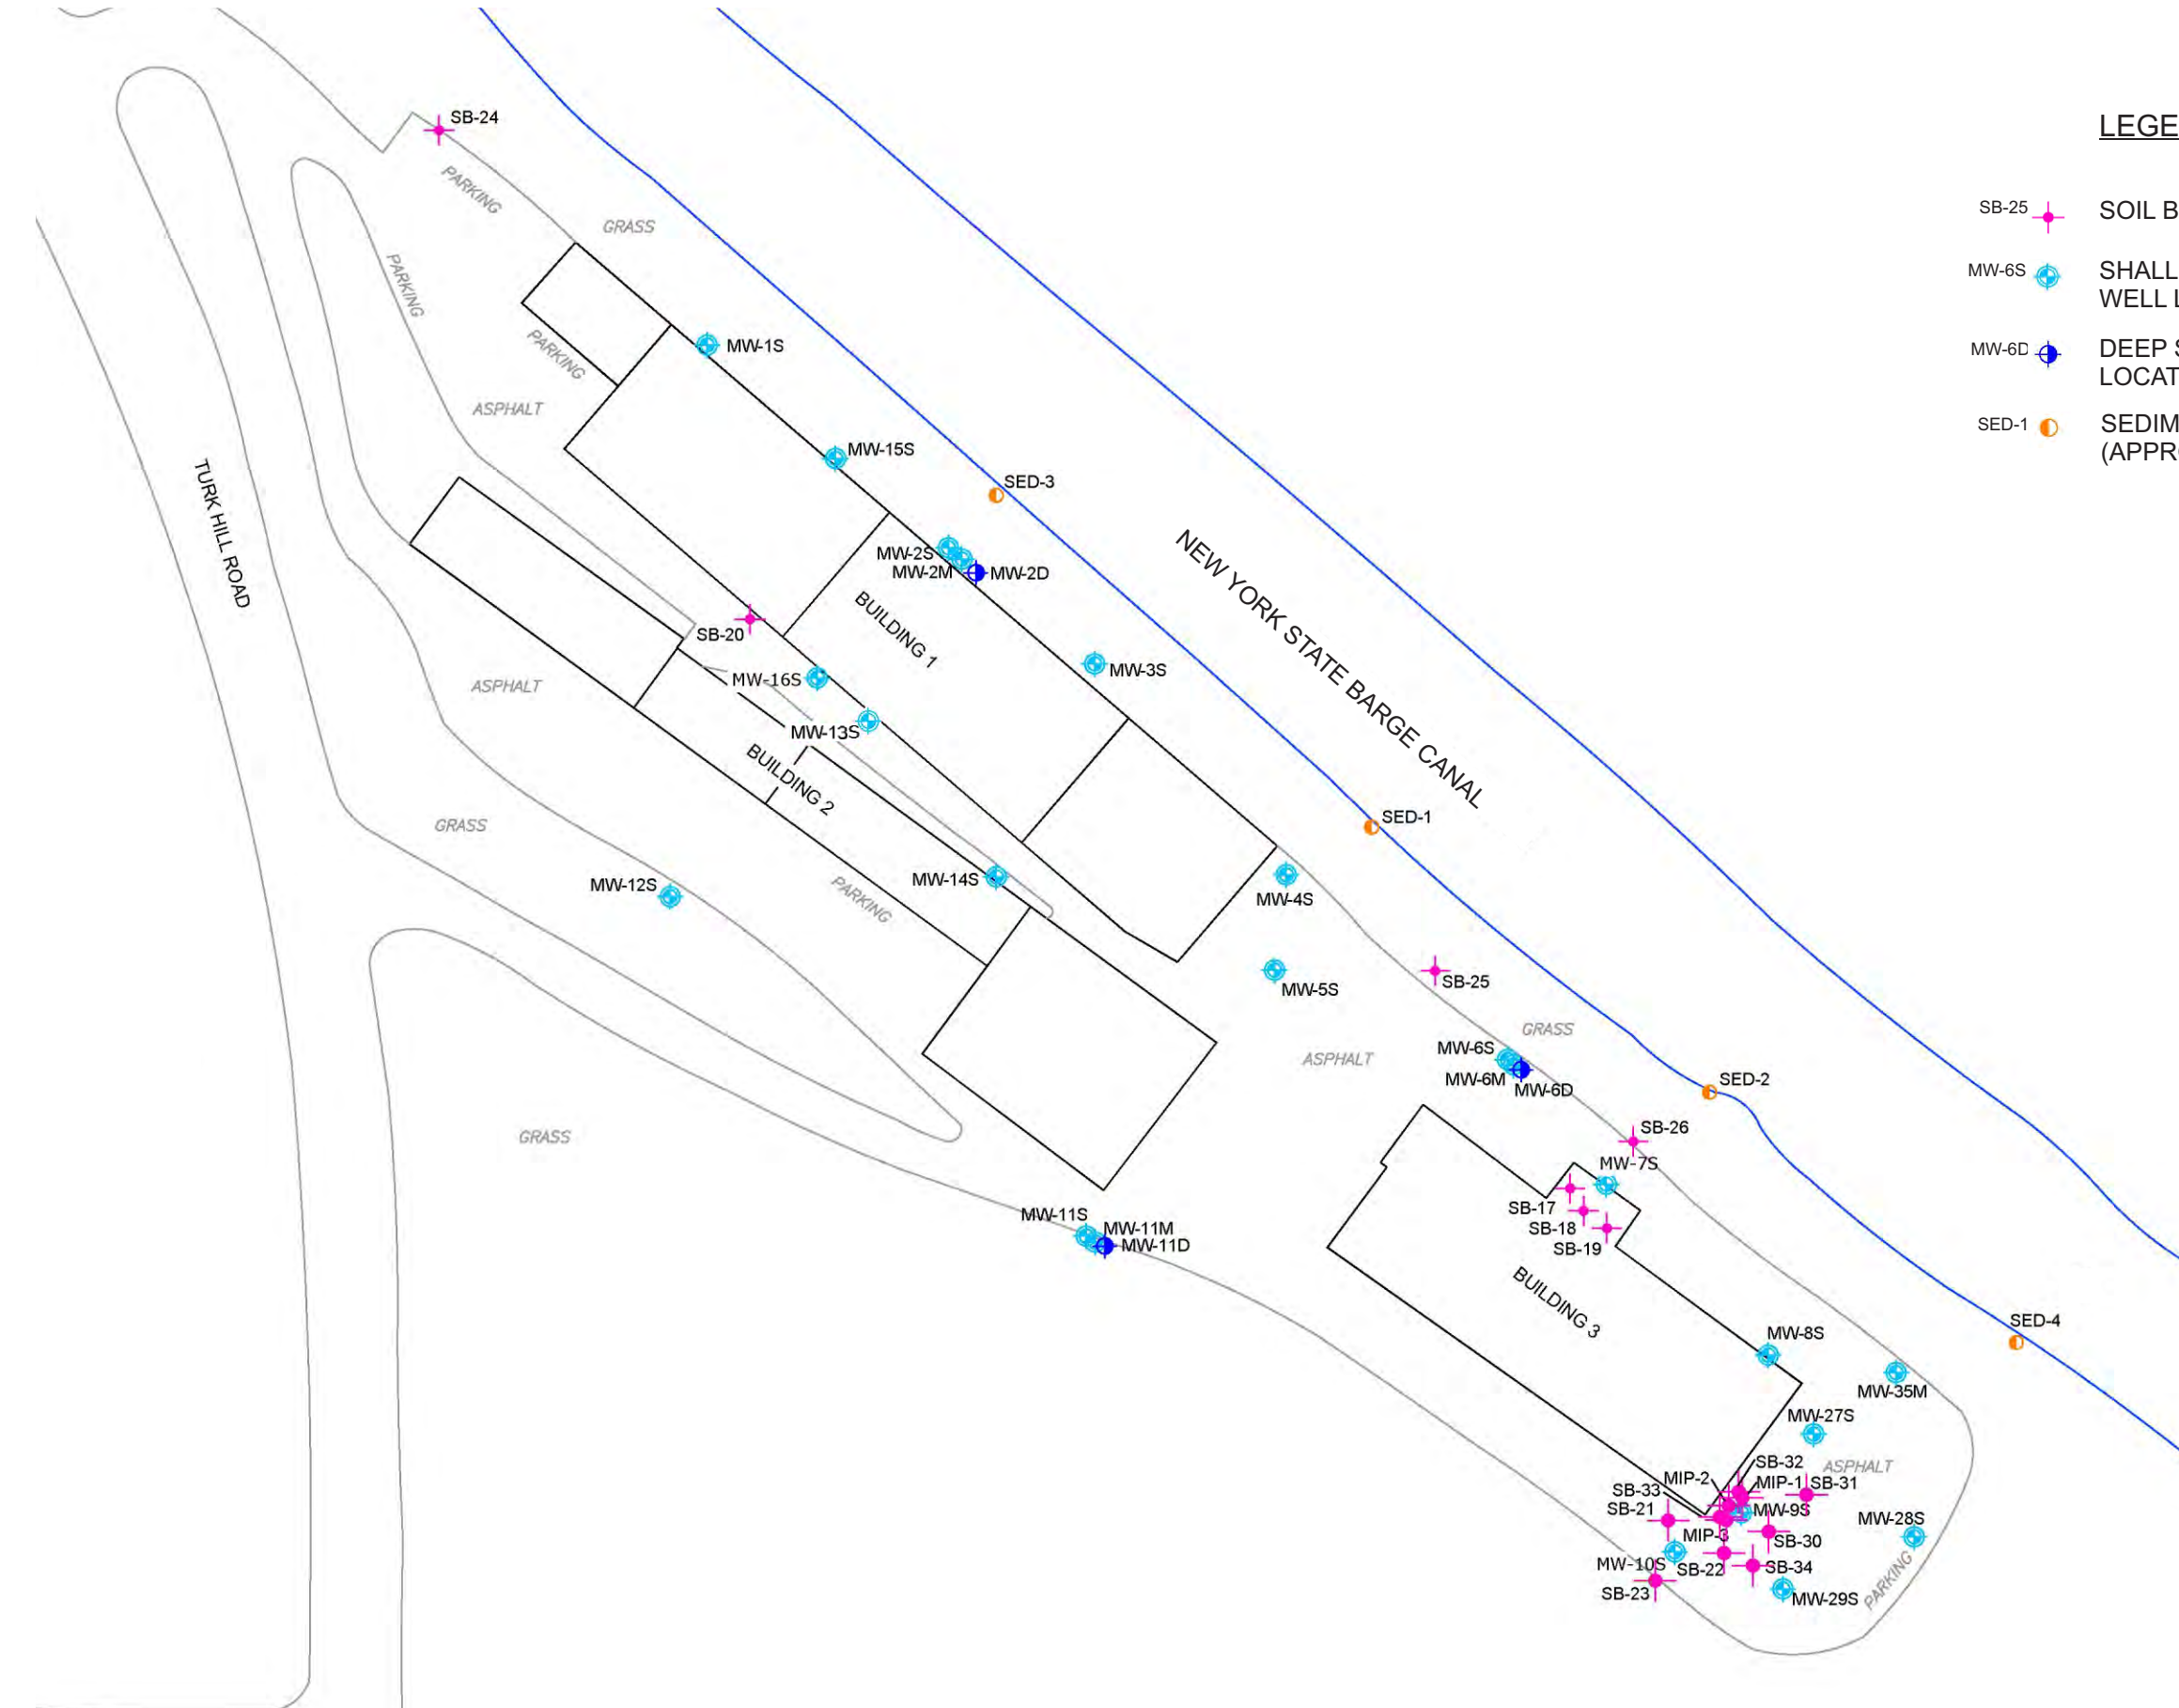 LEGE
SB-24
SB-25
SOIL B
PARKING
GRASS
MW-6S
SHALL
WELL L
PARKING
MW-6D
DEEP S
LOCAT
MW-1S
PARKING
ASPHALT
SED-1
SEDIM
(APPR
MW-15S
SED-3
TURK HILL ROAD
MW-2S
MW-2M
MW-2D
NEW YORK STATE BARGE CANAL
BUILDING 1
SB-20
MW-3S
MW-16S
ASPHALT
MW-13S
BUILDING 2
SED-1
GRASS
MW-12S
MW-14S
PARKING
MW-4S
SB-25
MW-5S
GRASS
MW-6S
ASPHALT
MW-6M
MW-6D
SED-2
SB-26
GRASS
MW-7S
SB-17
SB-18
SB-19
MW-11S
MW-11M
MW-11D
BUILDING 3
SED-4
MW-8S
MW-35M
MW-27S
SB-32
ASPHALT
MIP-2
MIP-1
SB-31
SB-33
SB-21
MW-9S
MW-28S
MIP-3
SB-30
MW-10S
SB-22
SB-34
PARKING
SB-23
MW-29S